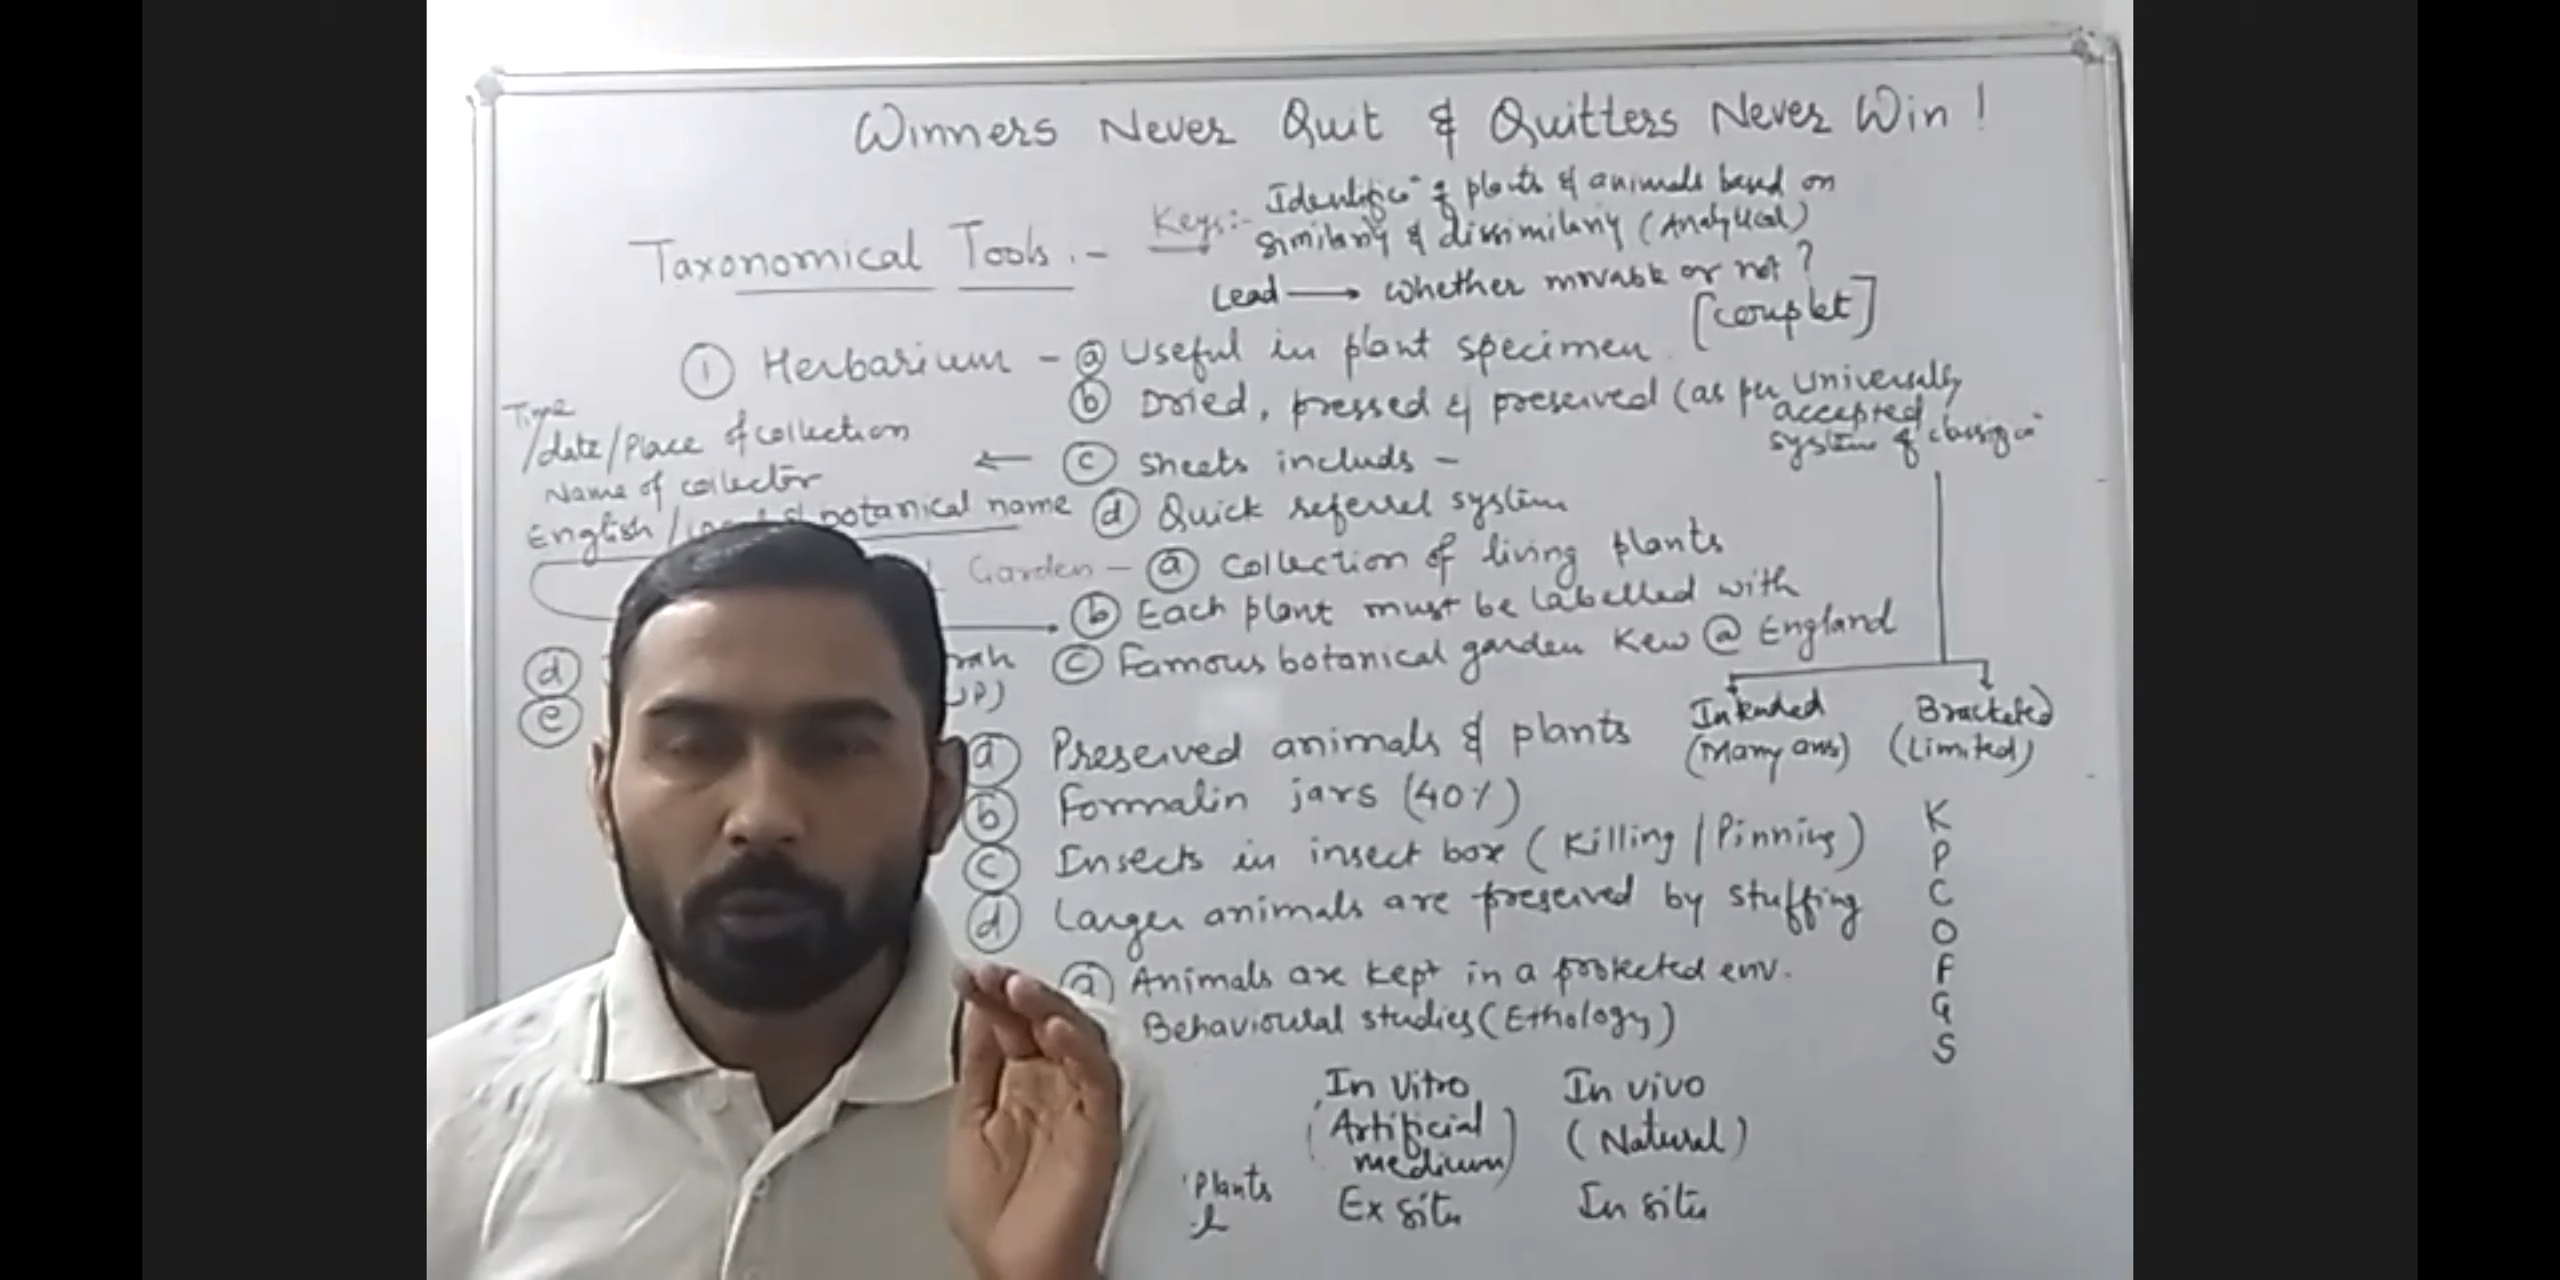 Winners Never Quit & Quitters Never Win !
Taxonomical Tools :-
Keys:- Identifico" of plants & animals based on
Similarity & dissimilarity (Analytical)
Lead → Whether movable or not ?
[couplet]
① Herbarium - ⓐ Useful in plant specimen
ⓑ Dried, pressed & preserved (as per Universally
accepted
system of classifico"
ⓒ Sheets includs -
←
Time
/date/Place of collection
Name of collector
English / & botanical name
ⓓ Quick referrel system
Garden - ⓐ Collection of living plants
ⓑ Each plant must be labelled with
ⓒ Famous botanical garden Kew @ England
ⓓ
ⓔ
Intended
(Many ans)
Bracketed
(Limited)
ⓐ Preserved animals & plants
ⓑ Formalin jars (40%)
ⓒ Insects in insect box (Killing / Pinning)
ⓓ Larger animals are preserved by stuffing
ⓐ Animals are kept in a protected env.
Behavioural studies (Ethology)
K
P
C
O
F
G
S
In Vitro
(Artificial
medium)
In vivo
(Natural)
Plants
Ex situ
In situ